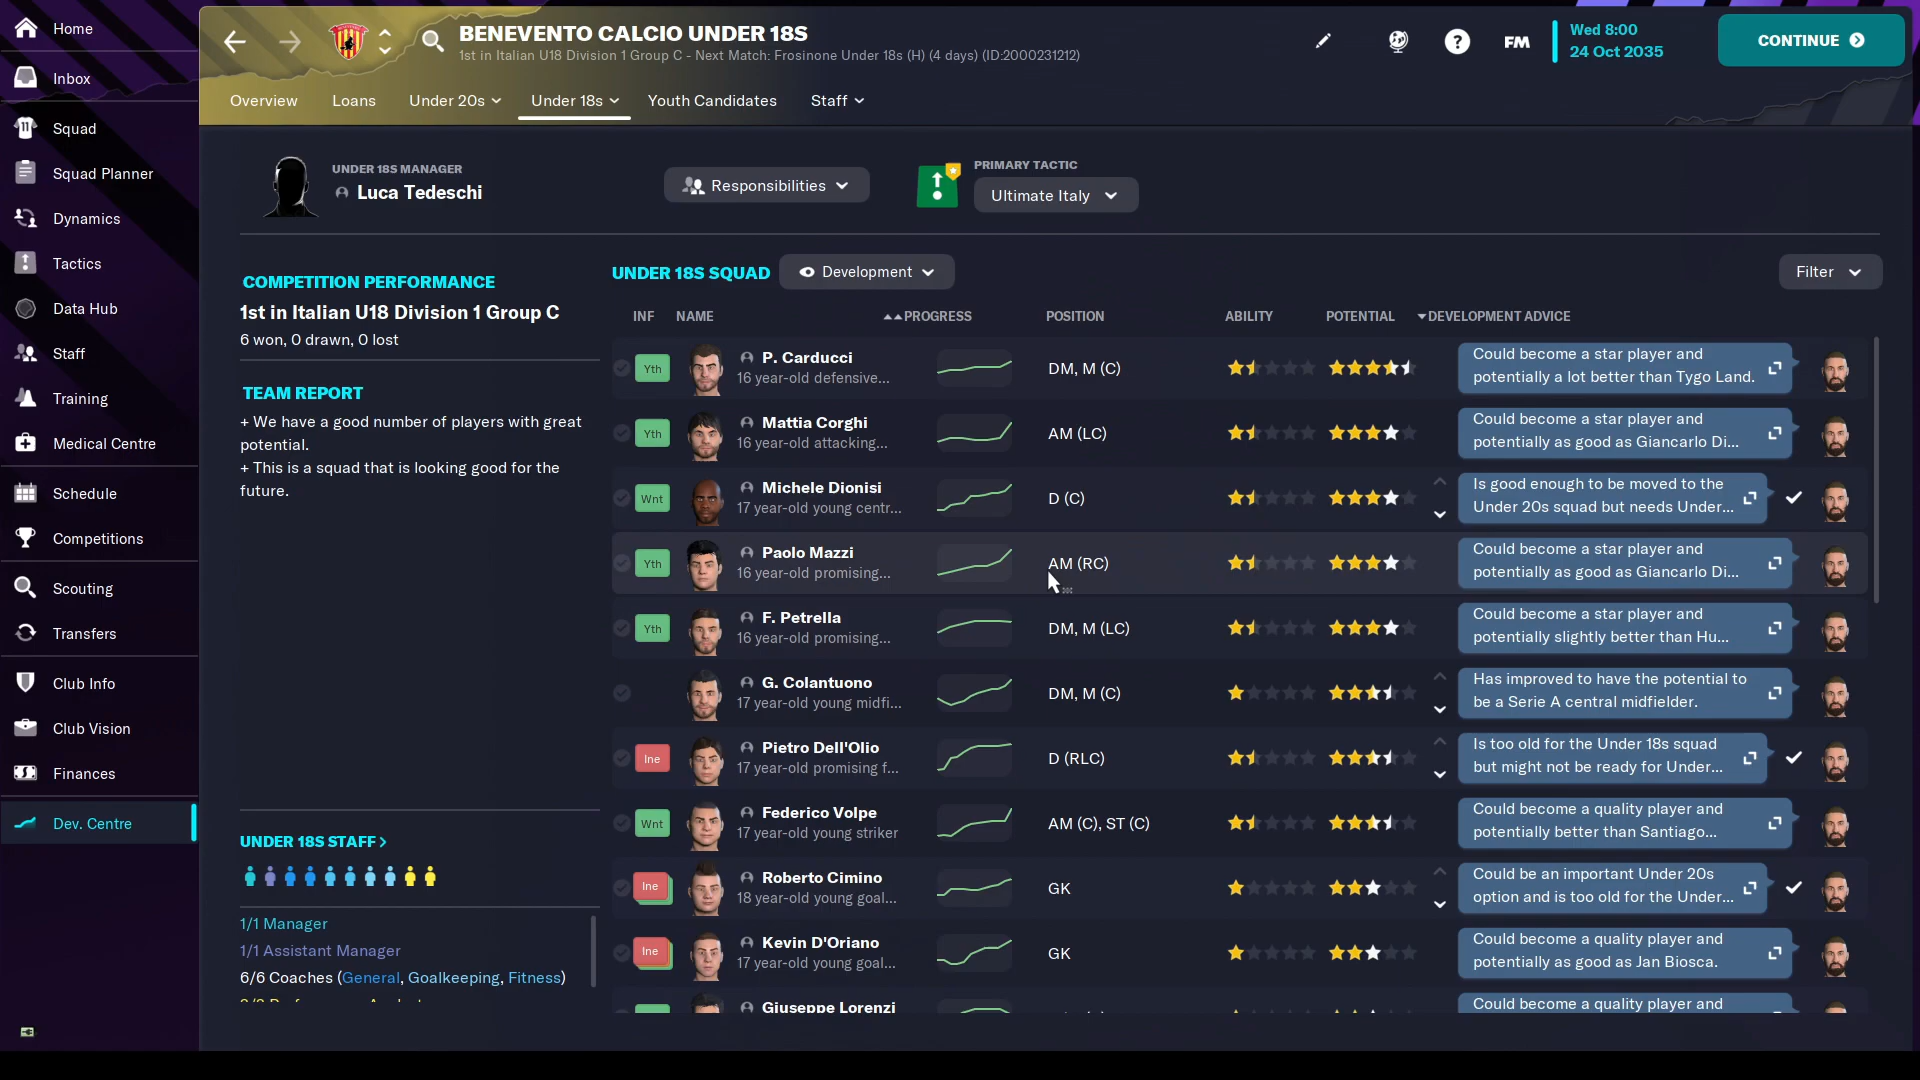 Home
Inbox
Squad
Squad Planner
Dynamics
Tactics
Data Hub
Staff
Training
Medical Centre
Schedule
Competitions
Scouting
Transfers
Club Info
Club Vision
Finances
Dev. Centre
BENEVENTO CALCIO UNDER 18S
1st in Italian U18 Division 1 Group C - Next Match: Frosinone Under 18s (H) (4 days) (ID:2000231212)
FM
Wed 8:00
24 Oct 2035
CONTINUE
Overview Loans Under 20s Under 18s Youth Candidates Staff
UNDER 18S MANAGER
Luca Tedeschi
Responsibilities
PRIMARY TACTIC
Ultimate Italy
COMPETITION PERFORMANCE
1st in Italian U18 Division 1 Group C
6 won, 0 drawn, 0 lost
TEAM REPORT
+ We have a good number of players with great
potential.
+ This is a squad that is looking good for the
future.
UNDER 18S STAFF >
1/1 Manager
1/1 Assistant Manager
6/6 Coaches (General, Goalkeeping, Fitness)
UNDER 18S SQUAD Development Filter
INF NAME PROGRESS POSITION ABILITY POTENTIAL DEVELOPMENT ADVICE
Yth P. Carducci
16 year-old defensive...
DM, M (C)
Could become a star player and
potentially a lot better than Tygo Land.
Yth Mattia Corghi
16 year-old attacking...
AM (LC)
Could become a star player and
potentially as good as Giancarlo Di...
Wnt Michele Dionisi
17 year-old young centr...
D (C)
Is good enough to be moved to the
Under 20s squad but needs Under...
Yth Paolo Mazzi
16 year-old promising...
AM (RC)
Could become a star player and
potentially as good as Giancarlo Di...
Yth F. Petrella
16 year-old promising...
DM, M (LC)
Could become a star player and
potentially slightly better than Hu...
G. Colantuono
17 year-old young midfi...
DM, M (C)
Has improved to have the potential to
be a Serie A central midfielder.
Ine Pietro Dell'Olio
17 year-old promising f...
D (RLC)
Is too old for the Under 18s squad
but might not be ready for Under...
Wnt Federico Volpe
17 year-old young striker
AM (C), ST (C)
Could become a quality player and
potentially better than Santiago...
Ine Roberto Cimino
18 year-old young goal...
GK
Could be an important Under 20s
option and is too old for the Under...
Ine Kevin D'Oriano
17 year-old young goal...
GK
Could become a quality player and
potentially as good as Jan Biosca.
Giuseppe Lorenzi
Could become a quality player and